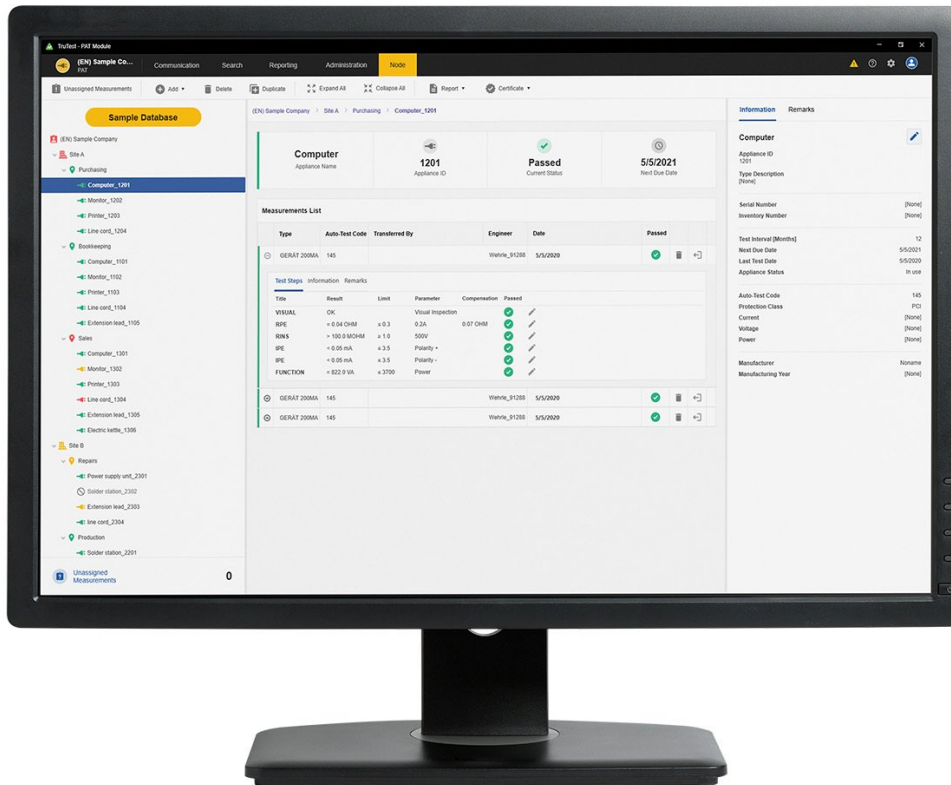 TruTest - PAT Module
(EN) Sample Co...
PAT
Communication Search Reporting Administration Node
Unassigned Measurements Add Delete Duplicate Expand All Collapse All Report Certificate
Sample Database
(EN) Sample Company
Site A
Purchasing
Computer_1201
Monitor_1202
Printer_1203
Line cord_1204
Bookkeeping
Computer_1101
Monitor_1102
Printer_1103
Line cord_1104
Extension lead_1105
Sales
Computer_1301
Monitor_1302
Printer_1303
Line cord_1304
Extension lead_1305
Electric kettle_1306
Site B
Repairs
Power supply unit_2301
Solder station_2302
Extension lead_2303
line cord_2304
Production
Solder station_2201
Unassigned
Measurements
0
(EN) Sample Company > Site A > Purchasing > Computer_1201
Computer
Appliance Name
1201
Appliance ID
Passed
Current Status
5/5/2021
Next Due Date
Measurements List
Type Auto-Test Code Transferred By Engineer Date Passed
GERÄT 200MA 145 Wehrle_91288 5/5/2020
Test Steps Information Remarks
Title Result Limit Parameter Compensation Passed
VISUAL OK Visual Inspection
RPE = 0.04 OHM ≤ 0.3 0.2A 0.07 OHM
RINS > 100.0 MOHM ≥ 1.0 500V
IPE < 0.05 mA ≤ 3.5 Polarity +
IPE < 0.05 mA ≤ 3.5 Polarity -
FUNCTION = 822.0 VA ≤ 3700 Power
GERÄT 200MA 145 Wehrle_91288 5/5/2020
GERÄT 200MA 145 Wehrle_91288 5/5/2020
Information Remarks
Computer
Appliance ID
1201
Type Description
[None]
Serial Number [None]
Inventory Number [None]
Test Interval [Months] 12
Next Due Date 5/5/2021
Last Test Date 5/5/2020
Appliance Status In use
Auto-Test Code 145
Protection Class PCI
Current [None]
Voltage [None]
Power [None]
Manufacturer Noname
Manufacturing Year [None]